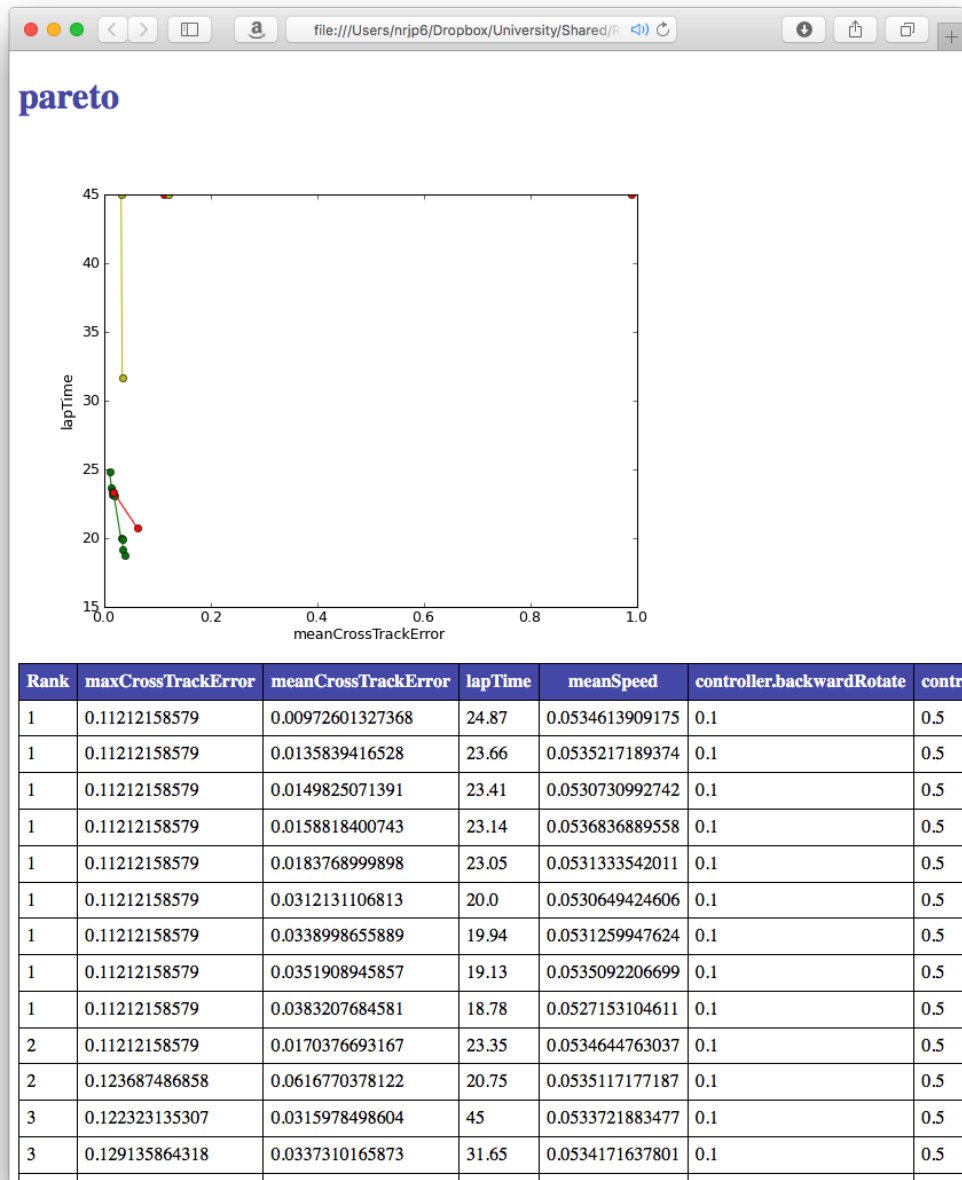 a
file:///Users/nrjp6/Dropbox/University/Shared/R
pareto
45
40
35
30
25
20
15
lapTime
0.0 0.2 0.4 0.6 0.8 1.0
meanCrossTrackError
Rank maxCrossTrackError meanCrossTrackError lapTime meanSpeed controller.backwardRotate contr
1 0.11212158579 0.00972601327368 24.87 0.0534613909175 0.1 0.5
1 0.11212158579 0.0135839416528 23.66 0.0535217189374 0.1 0.5
1 0.11212158579 0.0149825071391 23.41 0.0530730992742 0.1 0.5
1 0.11212158579 0.0158818400743 23.14 0.0536836889558 0.1 0.5
1 0.11212158579 0.0183768999898 23.05 0.0531333542011 0.1 0.5
1 0.11212158579 0.0312131106813 20.0 0.0530649424606 0.1 0.5
1 0.11212158579 0.0338998655889 19.94 0.0531259947624 0.1 0.5
1 0.11212158579 0.0351908945857 19.13 0.0535092206699 0.1 0.5
1 0.11212158579 0.0383207684581 18.78 0.0527153104611 0.1 0.5
2 0.11212158579 0.0170376693167 23.35 0.0534644763037 0.1 0.5
2 0.123687486858 0.0616770378122 20.75 0.0535117177187 0.1 0.5
3 0.122323135307 0.0315978498604 45 0.0533721883477 0.1 0.5
3 0.129135864318 0.0337310165873 31.65 0.0534171637801 0.1 0.5